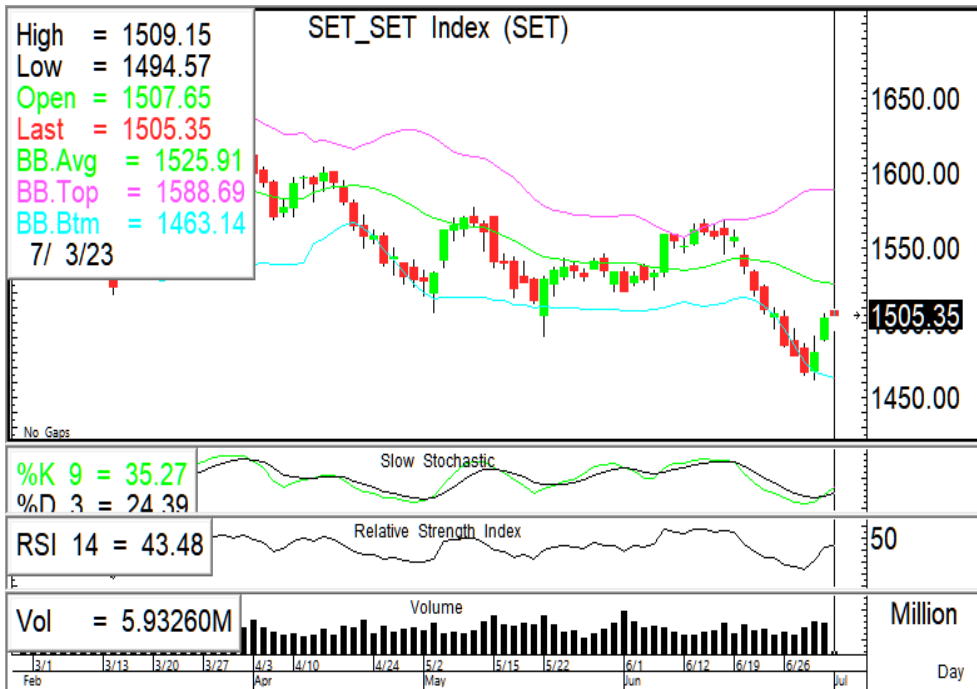 SET_SET Index (SET)
High = 1509.15
Low = 1494.57
Open = 1507.65
Last = 1505.35
BB.Avg = 1525.91
BB.Top = 1588.69
BB.Btm = 1463.14
7/ 3/23
1650.00
1600.00
1550.00
1505.35
1500.00
1450.00
No Gaps
Slow Stochastic
%K 9 = 35.27
%D 3 = 24.39
Relative Strength Index
RSI 14 = 43.48
50
Volume
Vol = 5.93260M
Million
3/1 3/13 3/20 3/27 4/3 4/10 4/24 5/2 5/15 5/22 6/1 6/12 6/19 6/26
Feb Apr May Jun Jul
Day